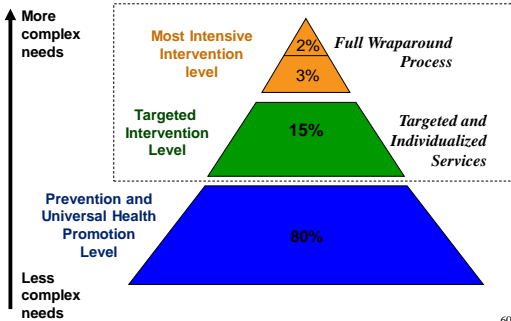 More
complex
needs
Most Intensive
Intervention
level
2%
3%
Full Wraparound
Process
Targeted
Intervention
Level
15%
Targeted and
Individualized
Services
Prevention and
Universal Health
Promotion
Level
80%
Less
complex
needs
60